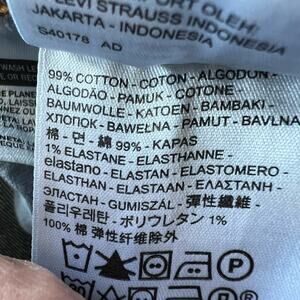 PORT OLEH:
LEVI STRAUSS INDONESIA
JAKARTA - INDONESIA
S40178 AD
99% COTTON - COTON - ALGODON -
ALGODÃO - PAMUK - COTONE -
BAUMWOLLE - KATOEN - BAMBAKI -
ХЛОПОК - BAWEŁNA - PAMUT - BAVLNA
棉 - 면 - 綿 99% - KAPAS
1% ELASTANE - ELASTHANNE -
elastano - ELASTAN - ELASTOMERO -
ELASTHAN - ELASTAAN - ΕΛΑΣΤΑΝΗ -
ЭЛАСТАН - GUMISZÁL - 彈性纖維 -
폴리우레탄 - ポリウレタン 1%
100% 棉 弹性纤维除外